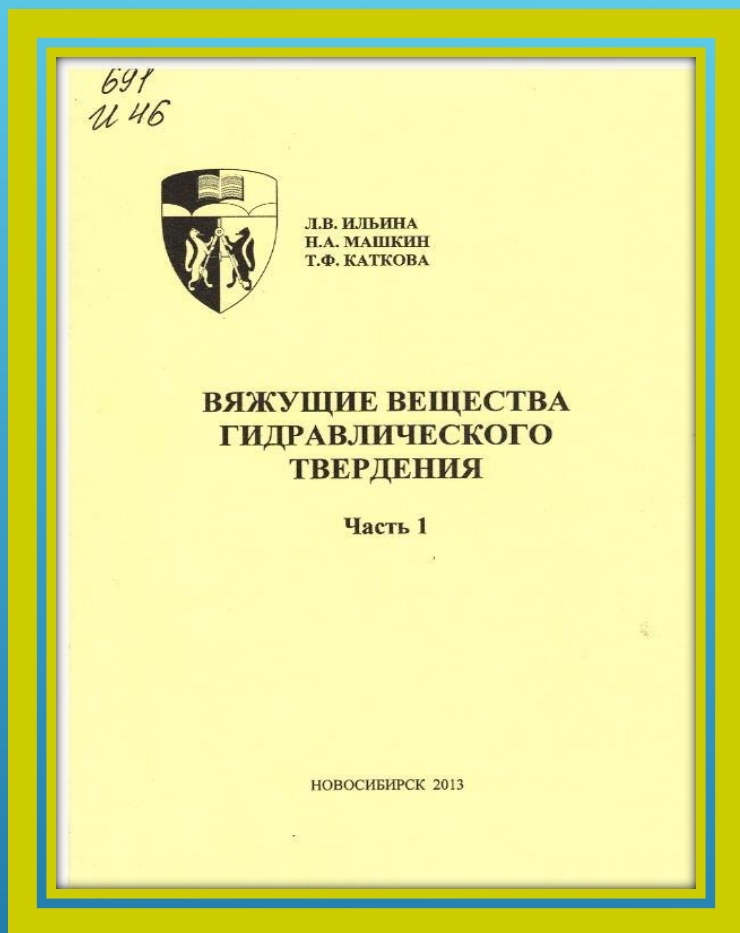 691
И 46
Л.В. ИЛЬИНА
Н.А. МАШКИН
Т.Ф. КАТКОВА
ВЯЖУЩИЕ ВЕЩЕСТВА
ГИДРАВЛИЧЕСКОГО
ТВЕРДЕНИЯ
Часть 1
НОВОСИБИРСК 2013